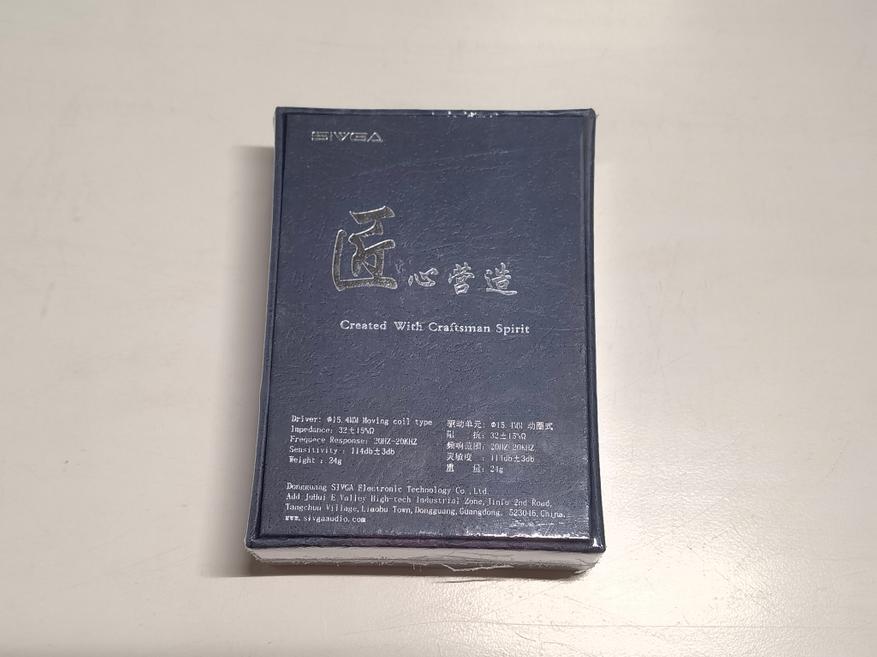 SIVGA
匠心营造
Created With Craftsman Spirit
Driver: Φ15.4MM Moving coil type
Impedance: 32±15%Ω
Frequece Response: 20HZ-20KHZ
Sensitivity : 114db±3db
Weight : 24g
驱动单元: Φ15.4MM 动圈式
阻 抗: 32±15%Ω
频响范围: 20HZ-20KHZ
灵敏度 : 114db±3db
重 量: 24g
Dongguang SIVGA Electronic Technology Co.,Ltd.
Add JuHui E Valley High-tech Industrial Zone,Jinfu 2nd Road,
Tangchun Village,Liaobu Town,Dongguang,Guangdong. 523046,China.
www.sivgaaudio.com